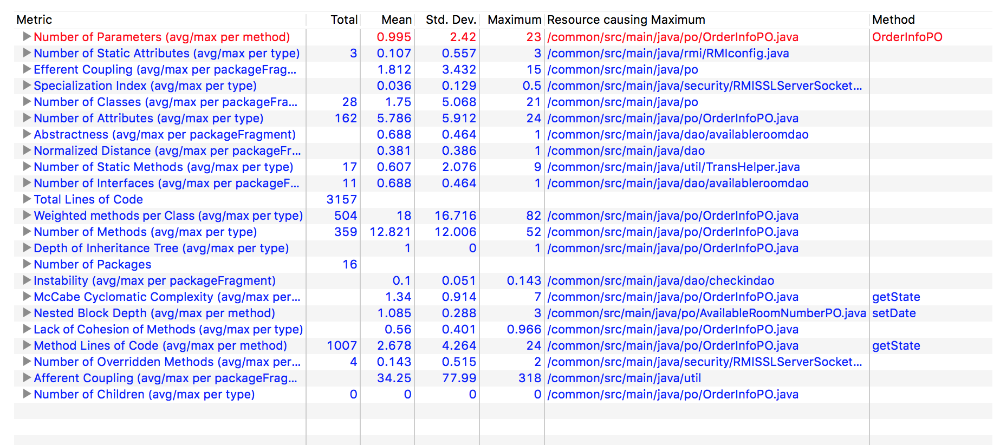 Metric Total Mean Std. Dev. Maximum Resource causing Maximum Method
Number of Parameters (avg/max per method) 0.995 2.42 23 /common/src/main/java/po/OrderInfoPO.java OrderInfoPO
Number of Static Attributes (avg/max per type) 3 0.107 0.557 3 /common/src/main/java/rmi/RMIconfig.java
Efferent Coupling (avg/max per packageFrag... 1.812 3.432 15 /common/src/main/java/po
Specialization Index (avg/max per type) 0.036 0.129 0.5 /common/src/main/java/security/RMISSLServerSocket...
Number of Classes (avg/max per packageFra... 28 1.75 5.068 21 /common/src/main/java/po
Number of Attributes (avg/max per type) 162 5.786 5.912 24 /common/src/main/java/po/OrderInfoPO.java
Abstractness (avg/max per packageFragment) 0.688 0.464 1 /common/src/main/java/dao/availableroomdao
Normalized Distance (avg/max per packageFr... 0.381 0.386 1 /common/src/main/java/dao
Number of Static Methods (avg/max per type) 17 0.607 2.076 9 /common/src/main/java/util/TransHelper.java
Number of Interfaces (avg/max per packageF... 11 0.688 0.464 1 /common/src/main/java/dao/availableroomdao
Total Lines of Code 3157
Weighted methods per Class (avg/max per type) 504 18 16.716 82 /common/src/main/java/po/OrderInfoPO.java
Number of Methods (avg/max per type) 359 12.821 12.006 52 /common/src/main/java/po/OrderInfoPO.java
Depth of Inheritance Tree (avg/max per type) 1 0 1 /common/src/main/java/po/OrderInfoPO.java
Number of Packages 16
Instability (avg/max per packageFragment) 0.1 0.051 0.143 /common/src/main/java/dao/checkindao
McCabe Cyclomatic Complexity (avg/max per... 1.34 0.914 7 /common/src/main/java/po/OrderInfoPO.java getState
Nested Block Depth (avg/max per method) 1.085 0.288 3 /common/src/main/java/po/AvailableRoomNumberPO.java setDate
Lack of Cohesion of Methods (avg/max per type) 0.56 0.401 0.966 /common/src/main/java/po/OrderInfoPO.java
Method Lines of Code (avg/max per method) 1007 2.678 4.264 24 /common/src/main/java/po/OrderInfoPO.java getState
Number of Overridden Methods (avg/max per... 4 0.143 0.515 2 /common/src/main/java/security/RMISSLServerSocket...
Afferent Coupling (avg/max per packageFrag... 34.25 77.99 318 /common/src/main/java/util
Number of Children (avg/max per type) 0 0 0 0 /common/src/main/java/po/OrderInfoPO.java